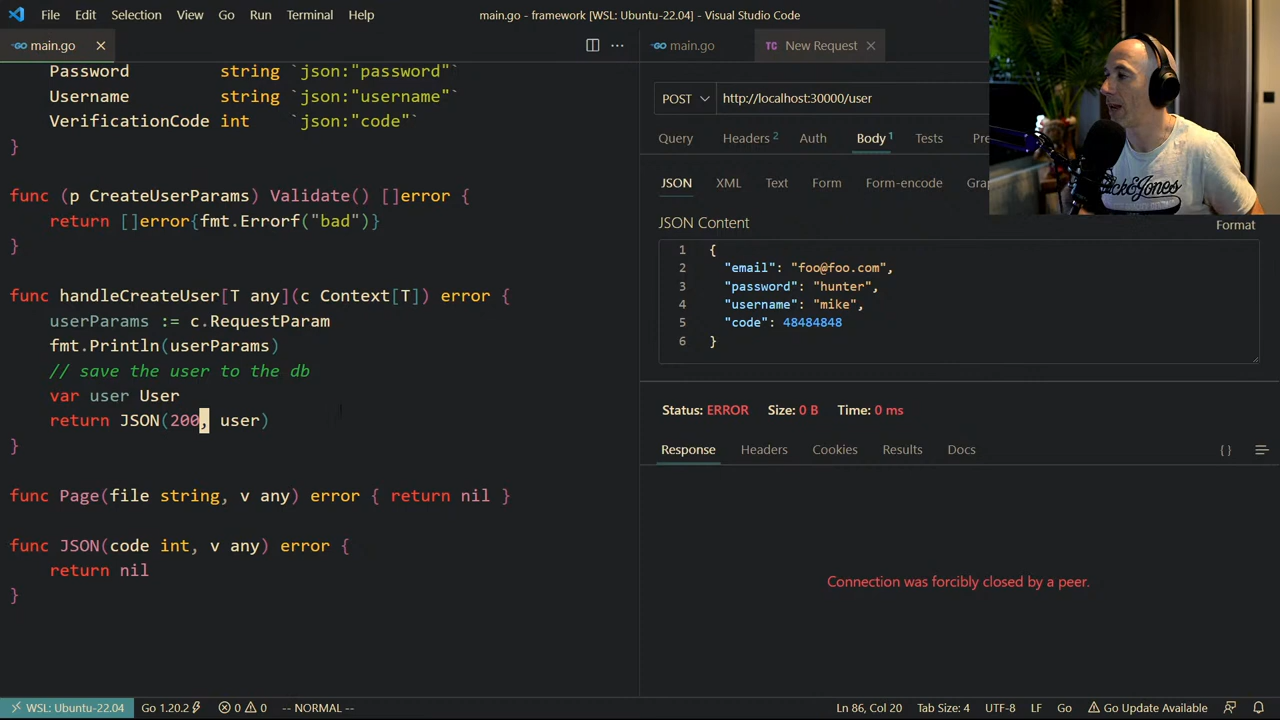 File Edit Selection View Go Run Terminal Help
main.go - framework [WSL: Ubuntu-22.04] - Visual Studio Code
main.go
Password string `json:"password"`
Username string `json:"username"`
VerificationCode int `json:"code"`
}
func (p CreateUserParams) Validate() []error {
return []error{fmt.Errorf("bad")}
}
func handleCreateUser[T any](c Context[T]) error {
userParams := c.RequestParam
fmt.Println(userParams)
// save the user to the db
var user User
return JSON(200, user)
}
func Page(file string, v any) error { return nil }
func JSON(code int, v any) error {
return nil
}
main.go
TC New Request
POST http://localhost:30000/user
Query Headers 2 Auth Body 1 Tests Pre
JSON XML Text Form Form-encode
JSON Content Format
1 {
2 "email": "foo@foo.com",
3 "password": "hunter",
4 "username": "mike",
5 "code": 48484848
6 }
Status: ERROR Size: 0 B Time: 0 ms
Response Headers Cookies Results Docs { }
Connection was forcibly closed by a peer.
WSL: Ubuntu-22.04 Go 1.20.2 0 0 -- NORMAL -- Ln 86, Col 20 Tab Size: 4 UTF-8 LF Go Go Update Available